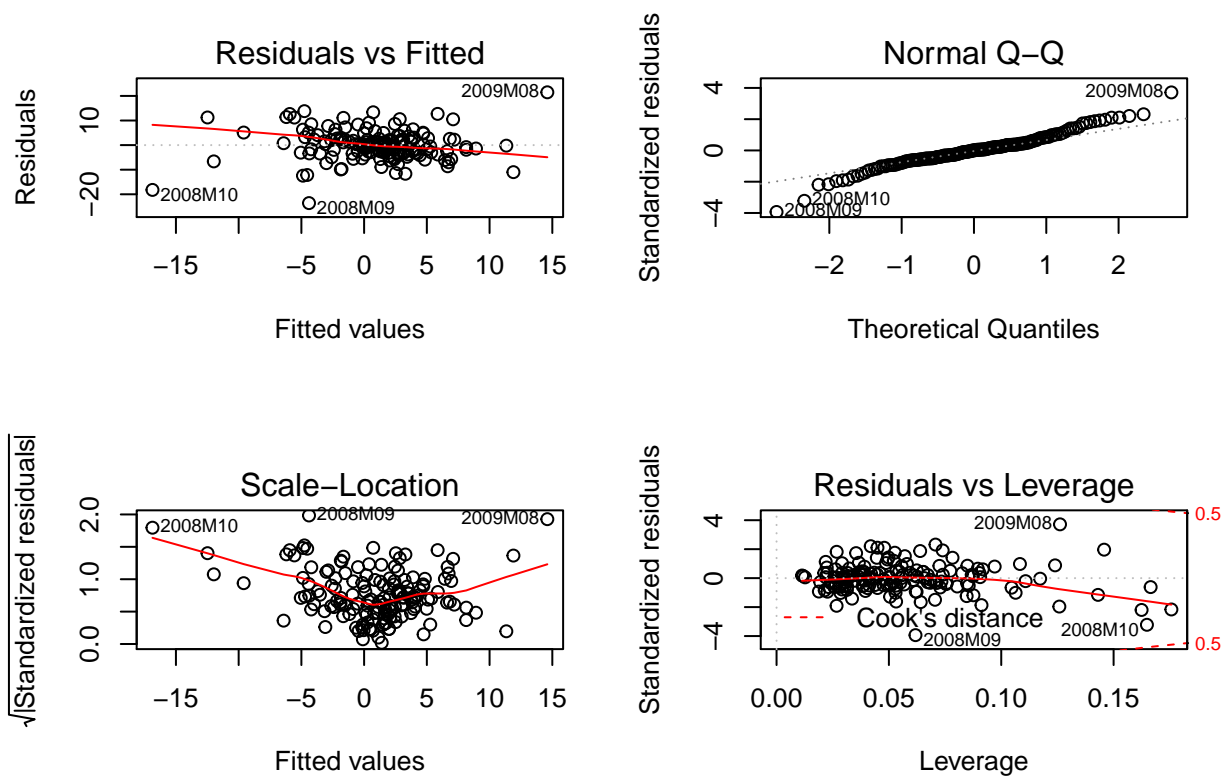 Residuals vs Fitted
Residuals
10
−20
−15
−5
0
5
10
15
Fitted values
2009M08
2008M10
2008M09
Normal Q−Q
Standardized residuals
4
0
−4
−2
−1
0
1
2
Theoretical Quantiles
2009M08
2008M10
2008M09
Scale−Location
√|Standardized residuals|
2.0
1.0
0.0
−15
−5
0
5
10
15
Fitted values
2008M10
2008M09
2009M08
Residuals vs Leverage
Standardized residuals
4
0
−4
0.00
0.05
0.10
0.15
Leverage
2009M08
0.5
Cook's distance
2008M10
2008M09
0.5